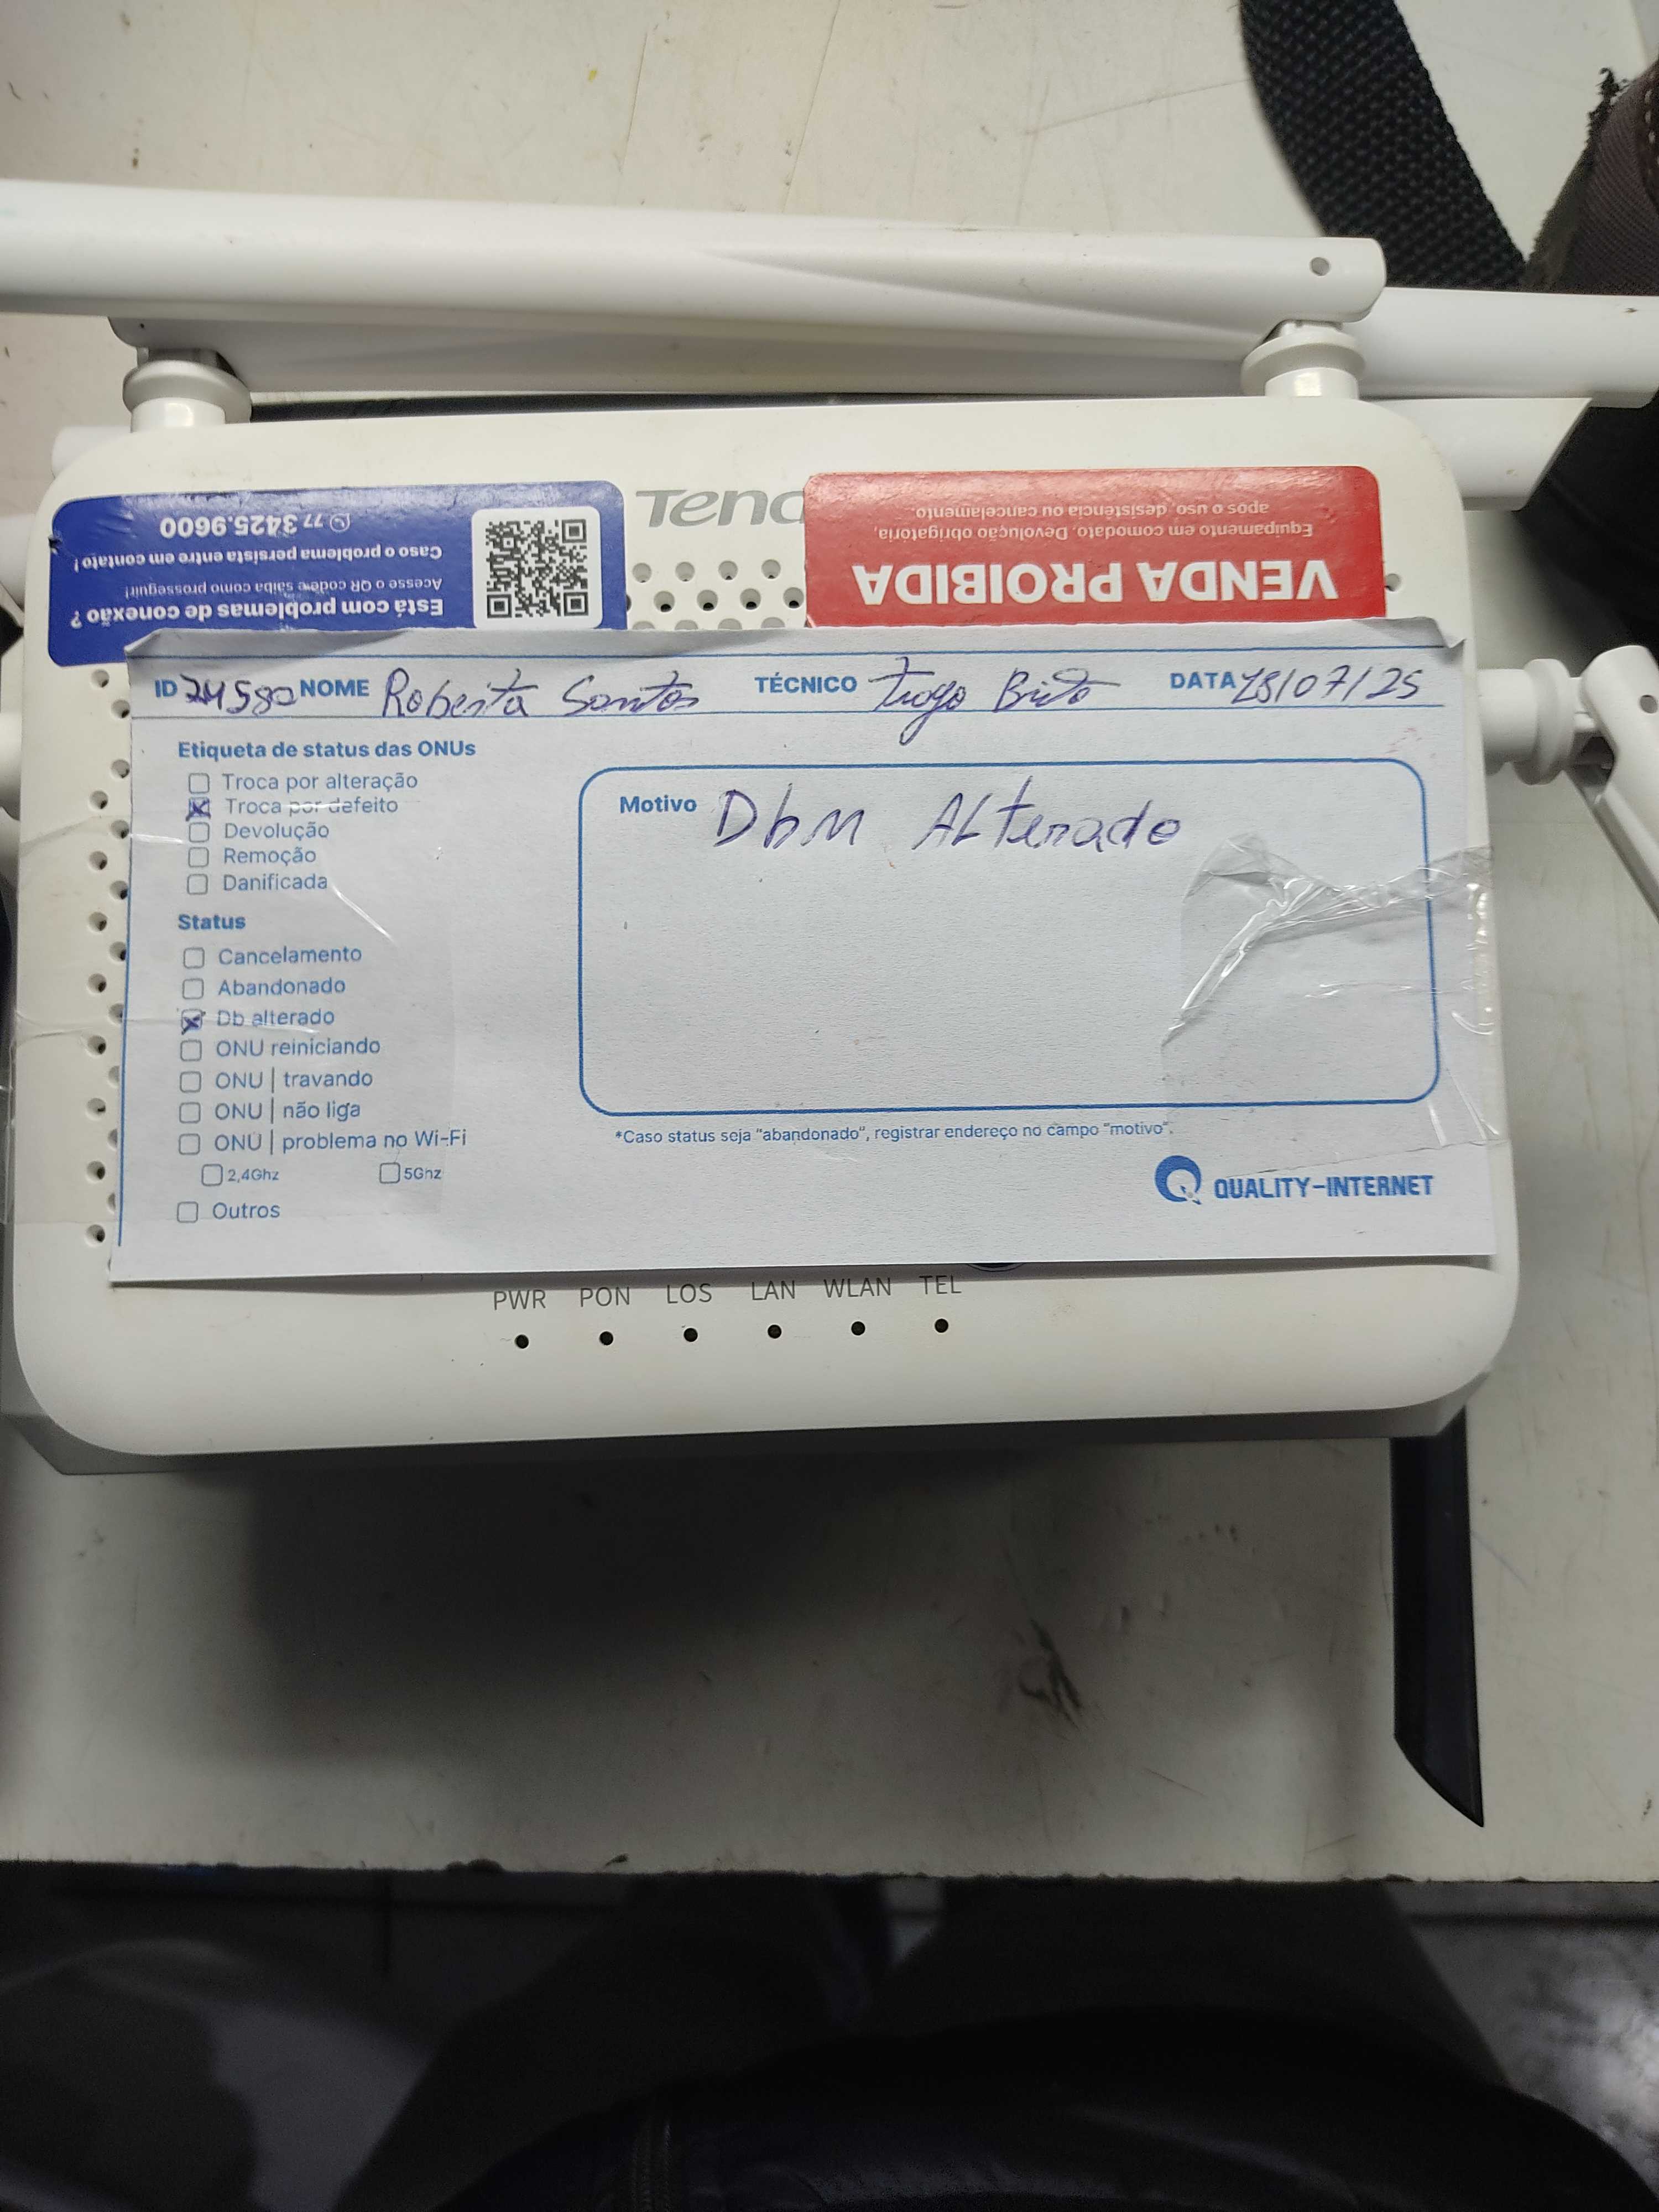 Tend
VENDA PROIBIDA
Equipamento em comodato. Devolução obrigatória,
após o uso, desistência ou cancelamento.
Está com problemas de conexão ?
Acesse o QR code e saiba como prosseguir!
Caso o problema persista entre em contato !
77 3425.9600
ID 24580 NOME Roberta Santos TÉCNICO Tiago Brito DATA 18/07/25
Etiqueta de status das ONUs
Troca por alteração
Troca por defeito
Devolução
Remoção
Danificada
Status
Cancelamento
Abandonado
Db alterado
ONU reiniciando
ONU | travando
ONU | não liga
ONU | problema no Wi-Fi
2,4Ghz 5Ghz
Outros
Motivo DbM ALterado
*Caso status seja "abandonado", registrar endereço no campo "motivo".
QUALITY-INTERNET
PWR PON LOS LAN WLAN TEL